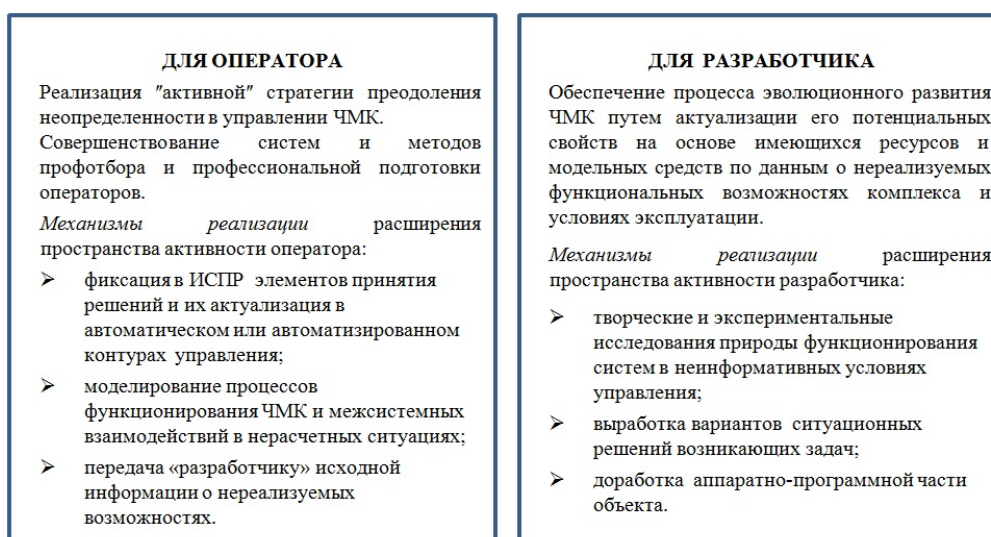 ДЛЯ ОПЕРАТОРА
Реализация "активной" стратегии преодоления
неопределенности в управлении ЧМК.
Совершенствование систем и методов
профотбора и профессиональной подготовки
операторов.
Механизмы реализации расширения
пространства активности оператора:
➢ фиксация в ИСПР элементов принятия
решений и их актуализация в
автоматическом или автоматизированном
контурах управления;
➢ моделирование процессов
функционирования ЧМК и межсистемных
взаимодействий в нерасчетных ситуациях;
➢ передача «разработчику» исходной
информации о нереализуемых
возможностях.
ДЛЯ РАЗРАБОТЧИКА
Обеспечение процесса эволюционного развития
ЧМК путем актуализации его потенциальных
свойств на основе имеющихся ресурсов и
модельных средств по данным о нереализуемых
функциональных возможностях комплекса и
условиях эксплуатации.
Механизмы реализации расширения
пространства активности разработчика:
➢ творческие и экспериментальные
исследования природы функционирования
систем в неинформативных условиях
управления;
➢ выработка вариантов ситуационных
решений возникающих задач;
➢ доработка аппаратно-программной части
объекта.